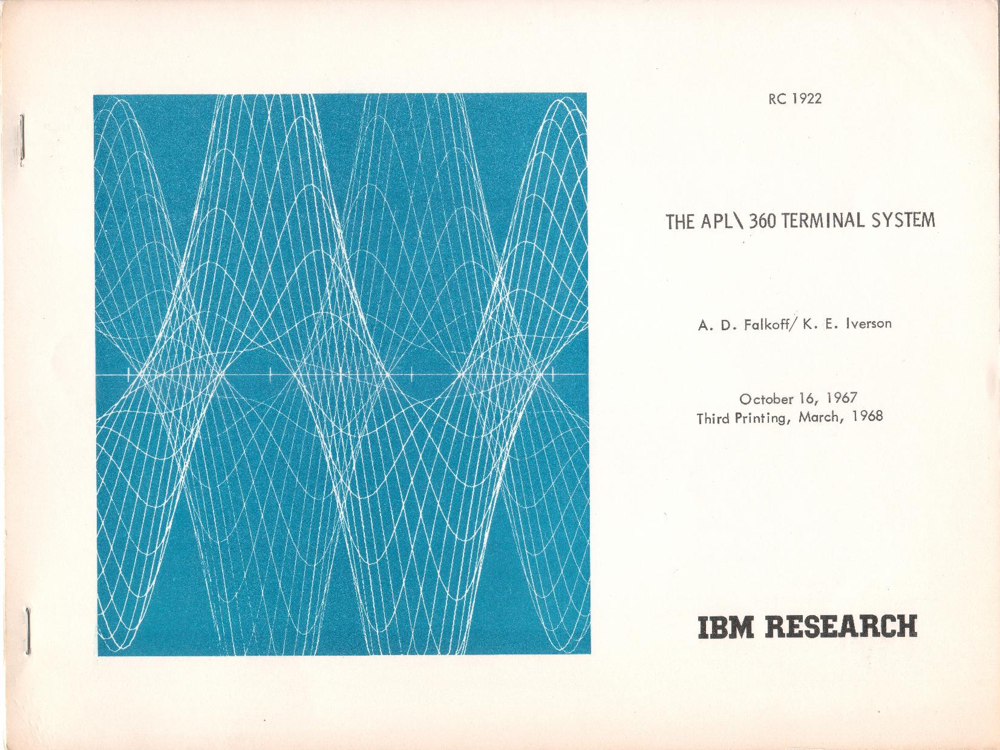 RC 1922
THE APL\ 360 TERMINAL SYSTEM
A. D. Falkoff/ K. E. Iverson
October 16, 1967
Third Printing, March, 1968
IBM RESEARCH